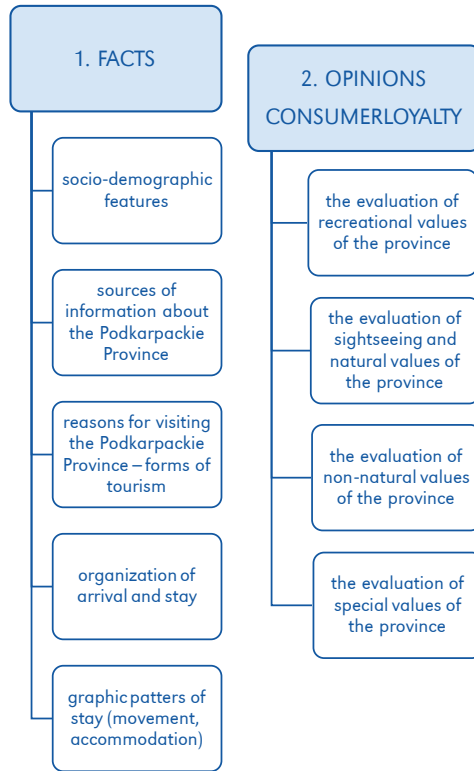 1. FACTS
socio-demographic
features
sources of
information about
the Podkarpackie
Province
reasons for visiting
the Podkarpackie
Province – forms of
tourism
organization of
arrival and stay
graphic patters of
stay (movement,
accommodation)
2. OPINIONS
CONSUMERLOYALTY
the evaluation of
recreational values
of the province
the evaluation of
sightseeing and
natural values of
the province
the evaluation of
non-natural values
of the province
the evaluation of
special values of
the province